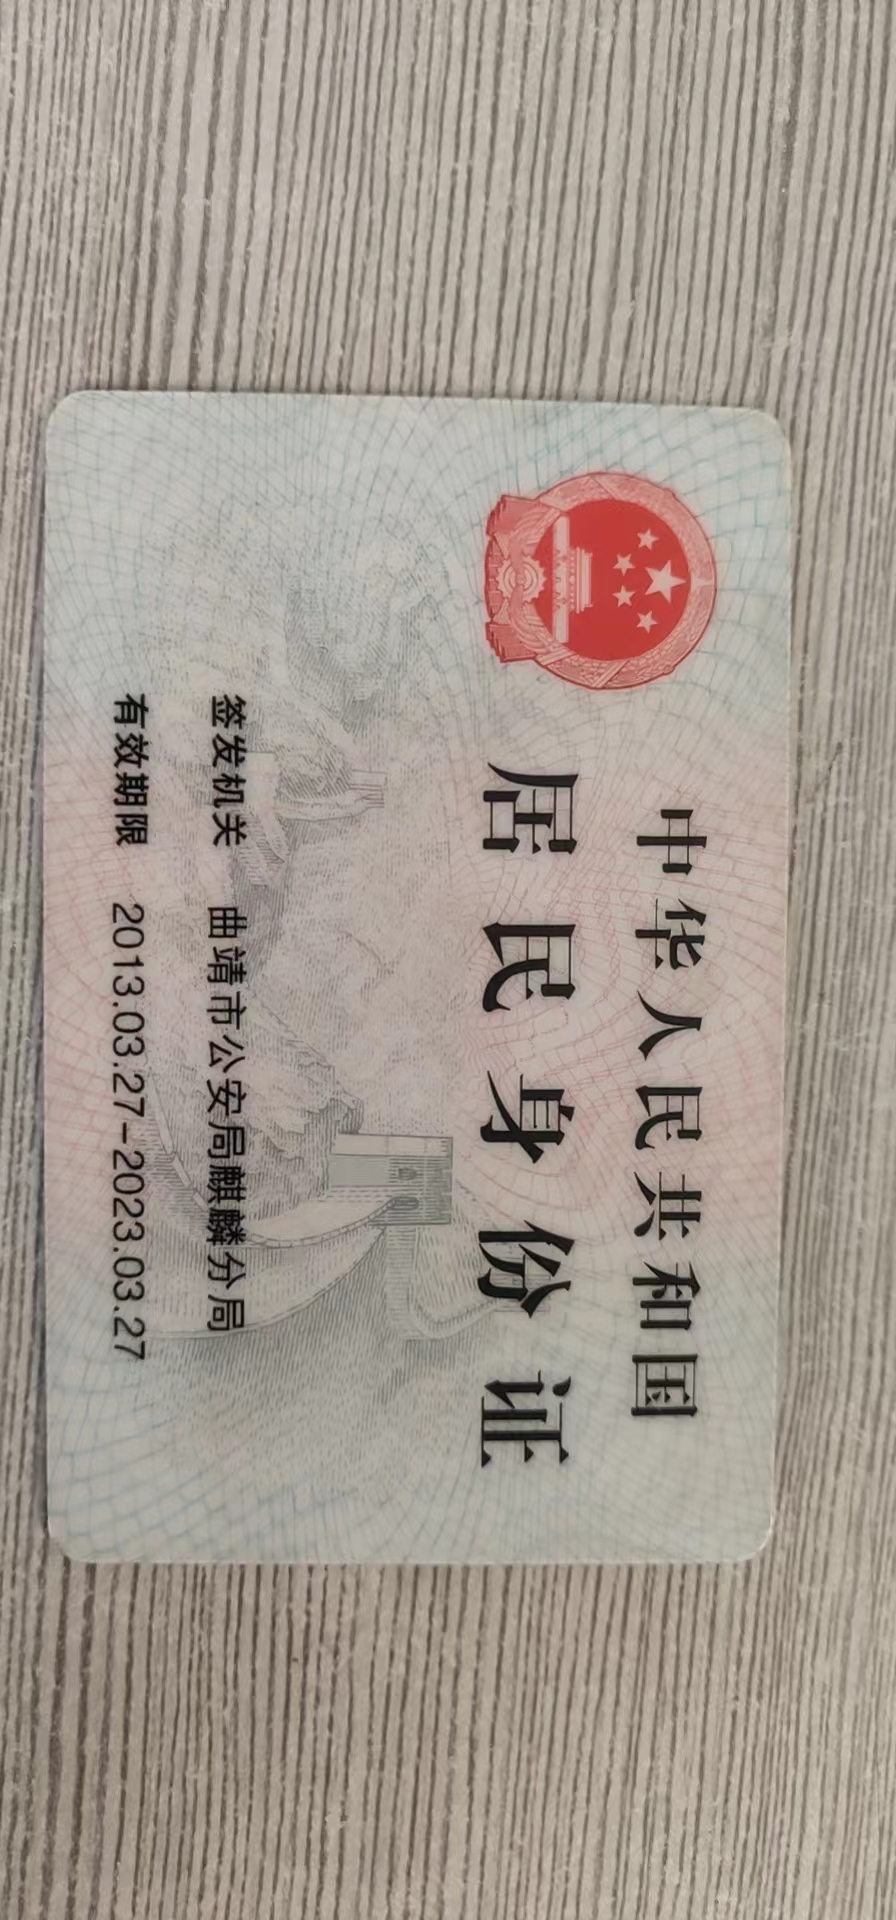 中华人民共和国
居民身份证
签发机关 曲靖市公安局麒麟分局
有效期限 2013.03.27-2023.03.27